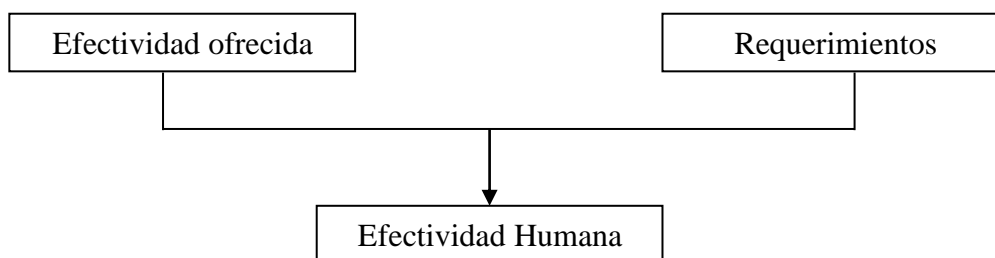 Efectividad ofrecida
Requerimientos
Efectividad Humana